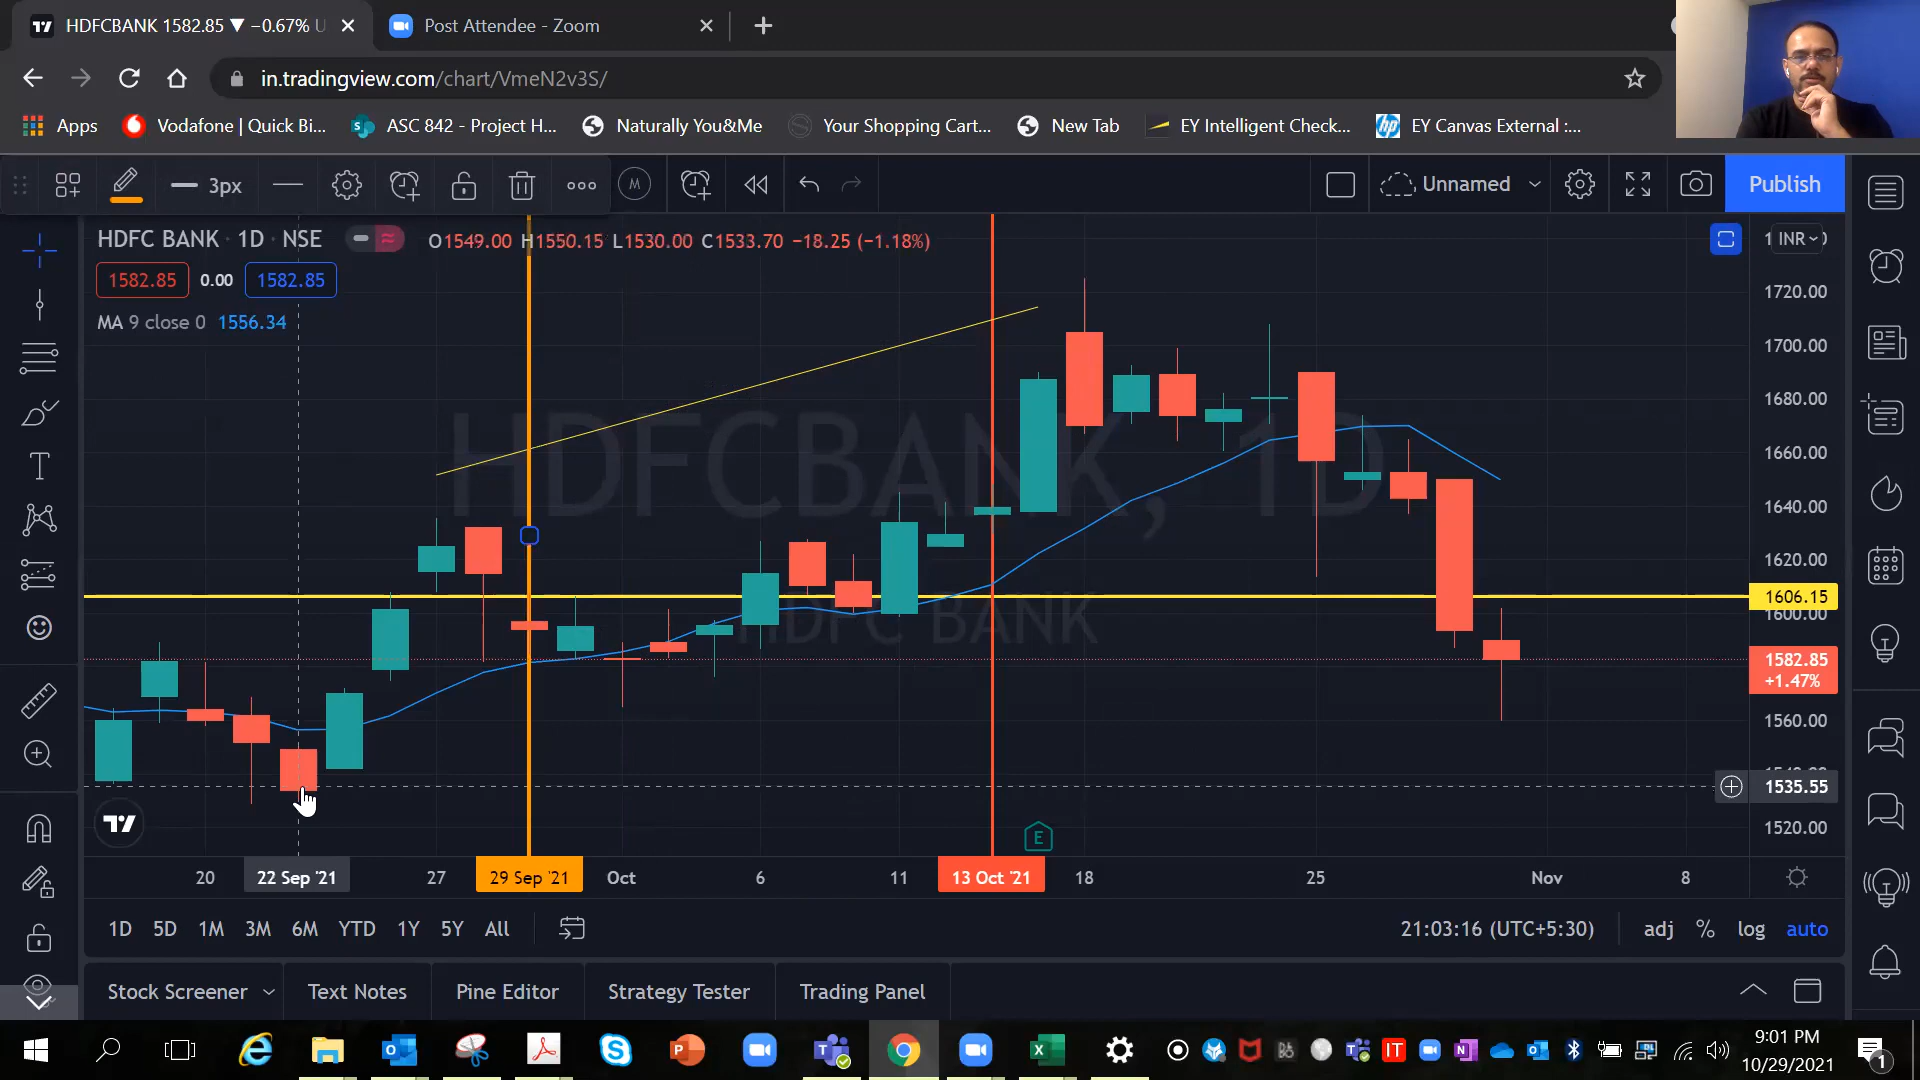 HDFCBANK 1582.85 ▼ −0.67% U
Post Attendee - Zoom
in.tradingview.com/chart/VmeN2v3S/
Apps
Vodafone | Quick Bi...
ASC 842 - Project H...
Naturally You&Me
Your Shopping Cart...
New Tab
EY Intelligent Check...
EY Canvas External :...
3px
M
Unnamed
Publish
HDFC BANK · 1D · NSE
O1549.00 H1550.15 L1530.00 C1533.70 −18.25 (−1.18%)
INR
1582.85 0.00 1582.85
MA 9 close 0 1556.34
1720.00
1700.00
1680.00
1660.00
1640.00
1620.00
1606.15
1600.00
1582.85
+1.47%
1560.00
1535.55
1520.00
HDFCBANK, 1D
HDFC BANK
E
20
22 Sep '21
27
29 Sep '21
Oct
6
11
13 Oct '21
18
25
Nov
8
1D 5D 1M 3M 6M YTD 1Y 5Y All
21:03:16 (UTC+5:30)
adj % log auto
Stock Screener
Text Notes
Pine Editor
Strategy Tester
Trading Panel
9:01 PM
10/29/2021
1